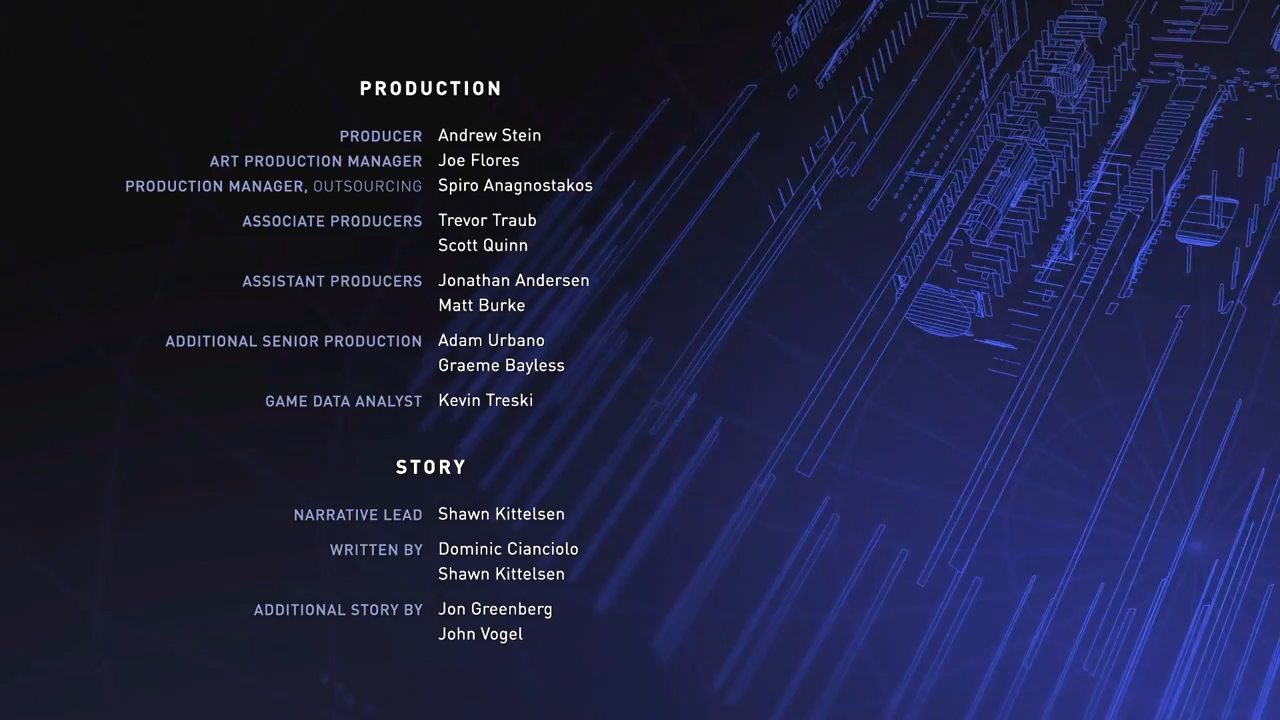 PRODUCTION
PRODUCER Andrew Stein
ART PRODUCTION MANAGER Joe Flores
PRODUCTION MANAGER, OUTSOURCING Spiro Anagnostakos
ASSOCIATE PRODUCERS Trevor Traub
Scott Quinn
ASSISTANT PRODUCERS Jonathan Andersen
Matt Burke
ADDITIONAL SENIOR PRODUCTION Adam Urbano
Graeme Bayless
GAME DATA ANALYST Kevin Treski
STORY
NARRATIVE LEAD Shawn Kittelsen
WRITTEN BY Dominic Cianciolo
Shawn Kittelsen
ADDITIONAL STORY BY Jon Greenberg
John Vogel